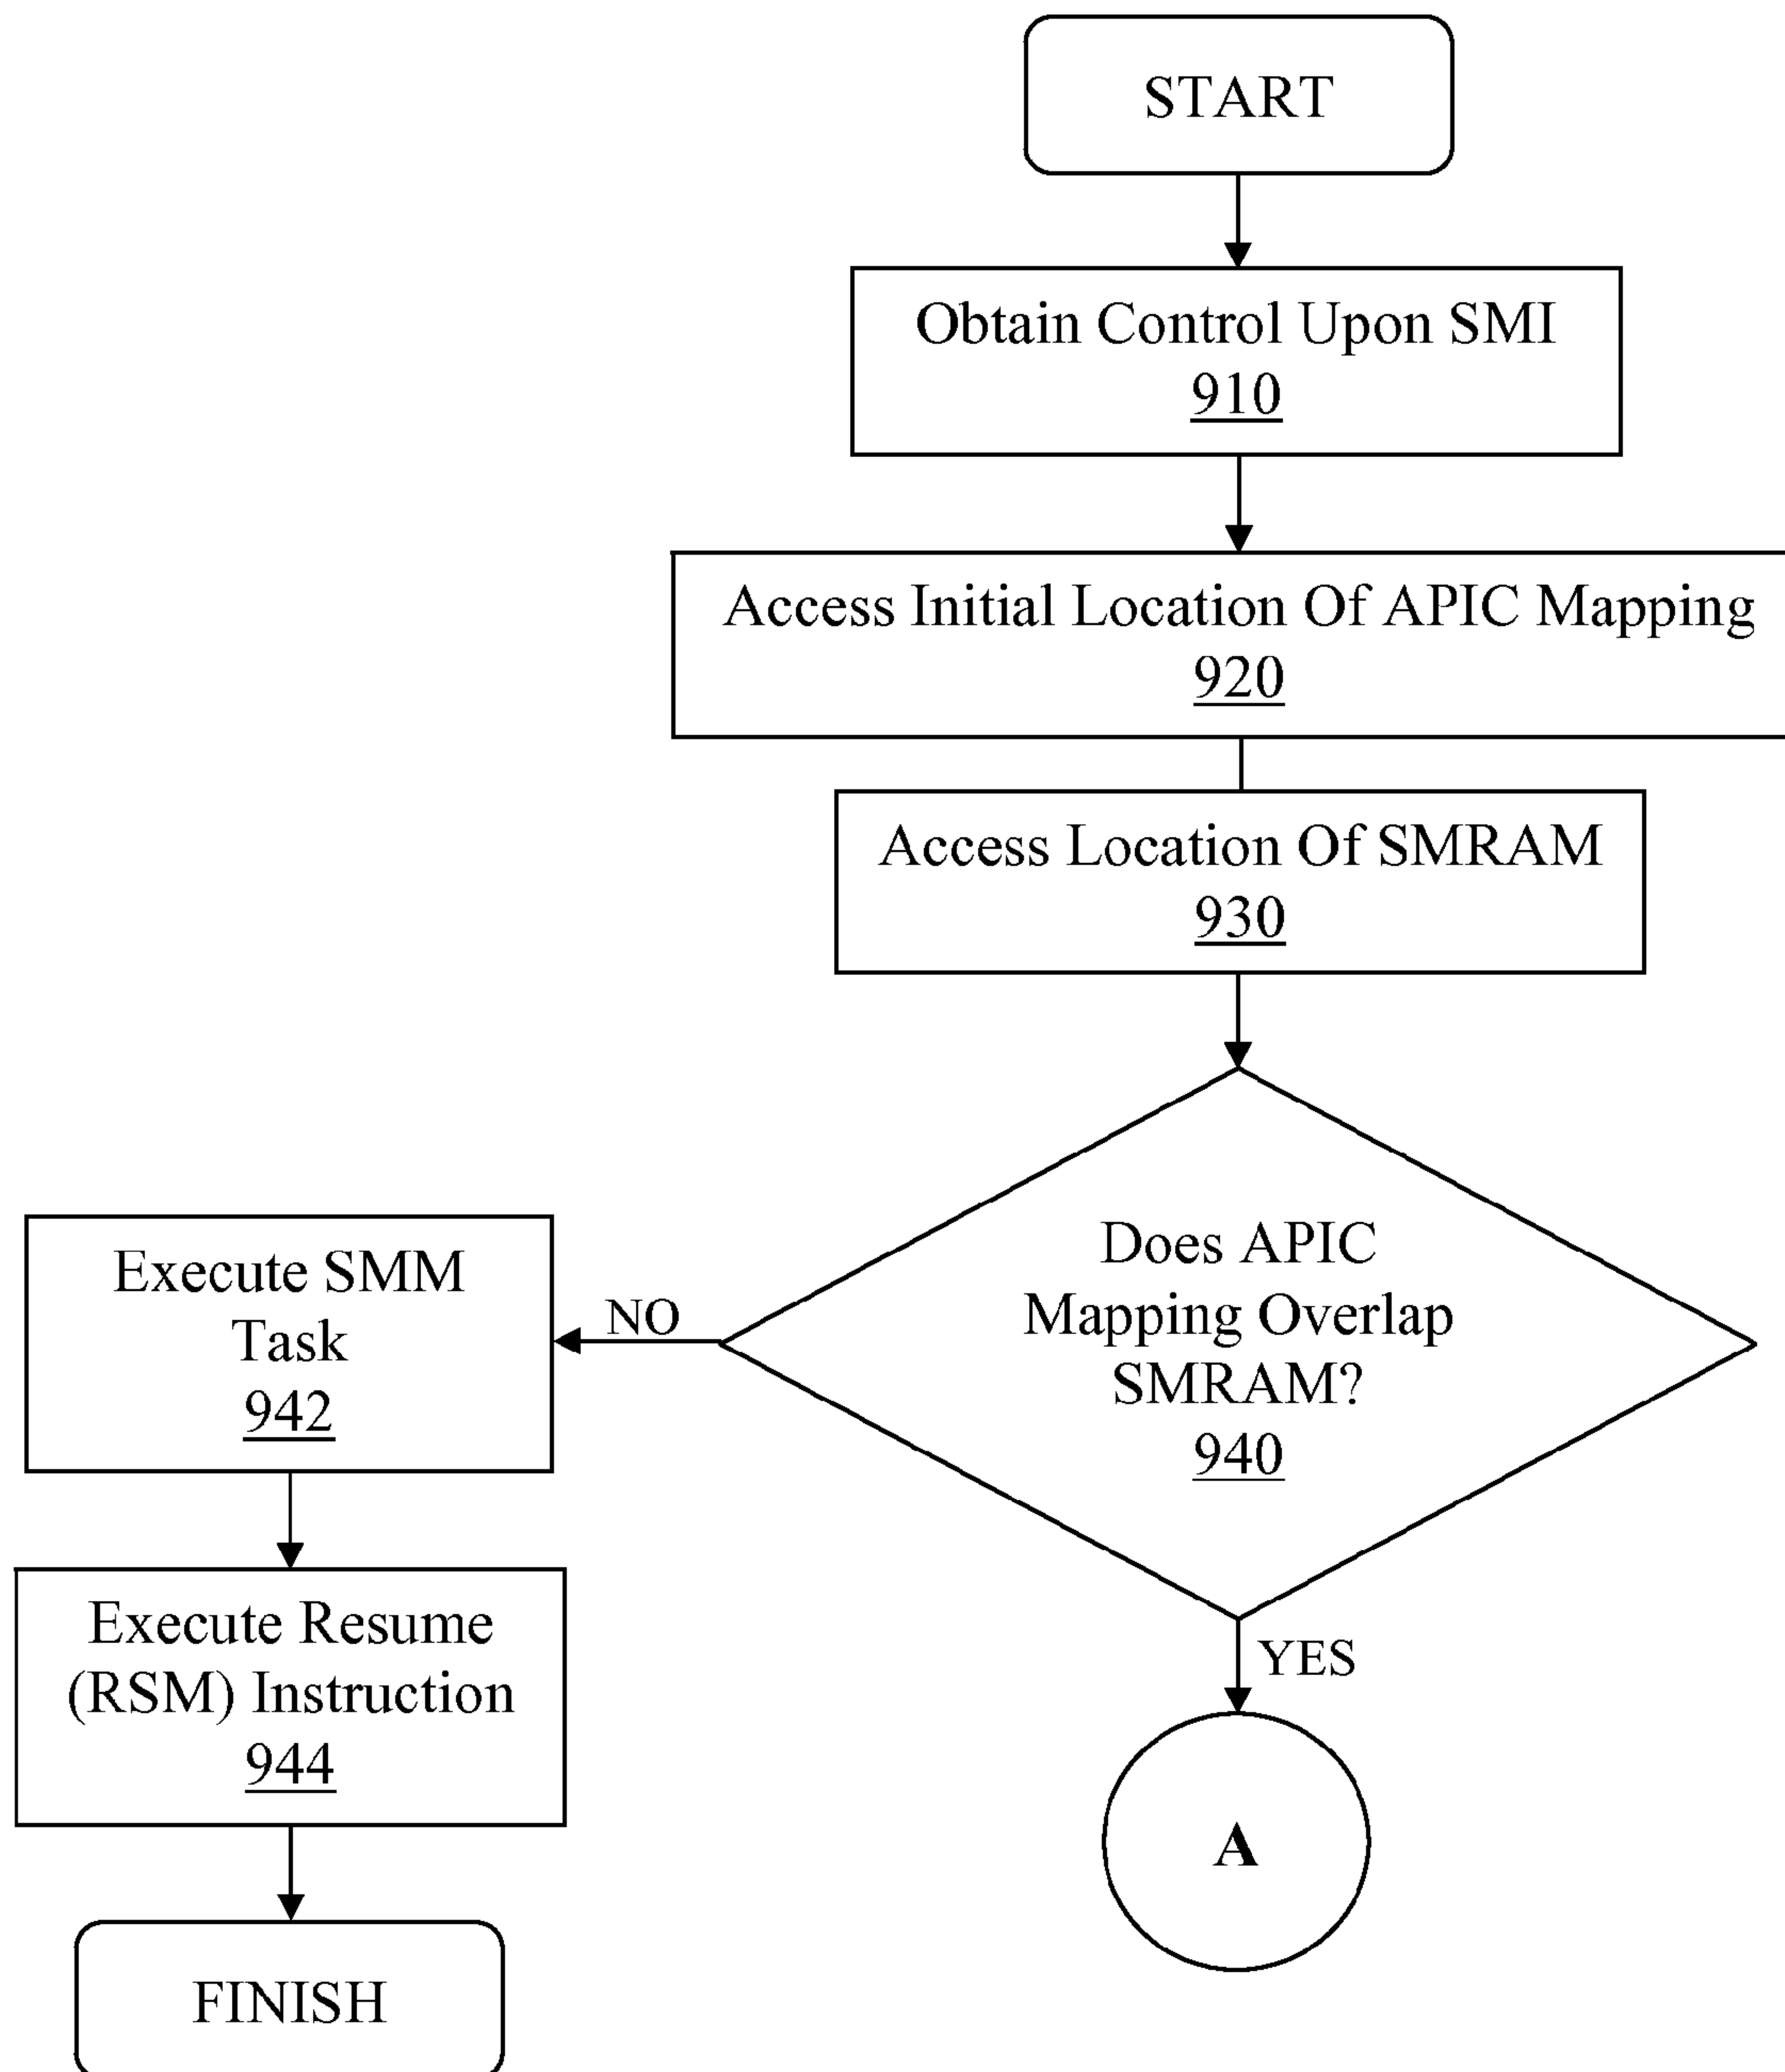 START
Obtain Control Upon SMI
910
Access Initial Location Of APIC Mapping
920
Access Location Of SMRAM
930
Does APIC
Mapping Overlap
SMRAM?
940
NO
Execute SMM
Task
942
Execute Resume
(RSM) Instruction
944
FINISH
YES
A